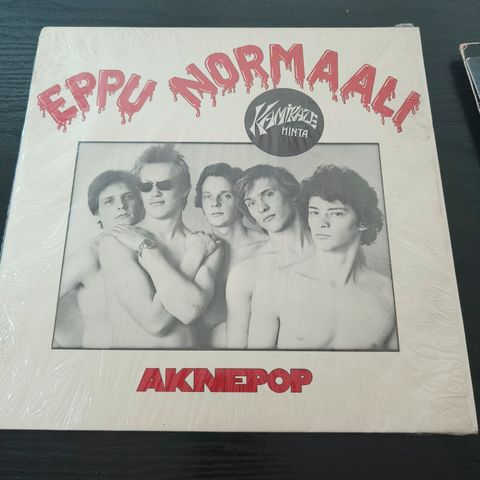 EPPU NORMAALI
KAMIKAZE
HINTA
AKNEPOP